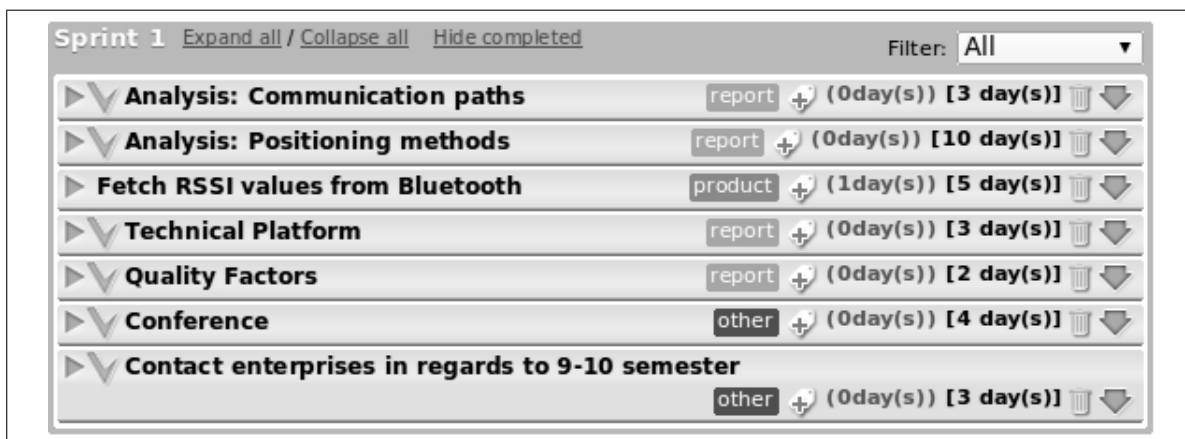 Sprint 1 Expand all / Collapse all Hide completed Filter: All
Analysis: Communication paths report (0day(s)) [3 day(s)]
Analysis: Positioning methods report (0day(s)) [10 day(s)]
Fetch RSSI values from Bluetooth product (1day(s)) [5 day(s)]
Technical Platform report (0day(s)) [3 day(s)]
Quality Factors report (0day(s)) [2 day(s)]
Conference other (0day(s)) [4 day(s)]
Contact enterprises in regards to 9-10 semester
other (0day(s)) [3 day(s)]